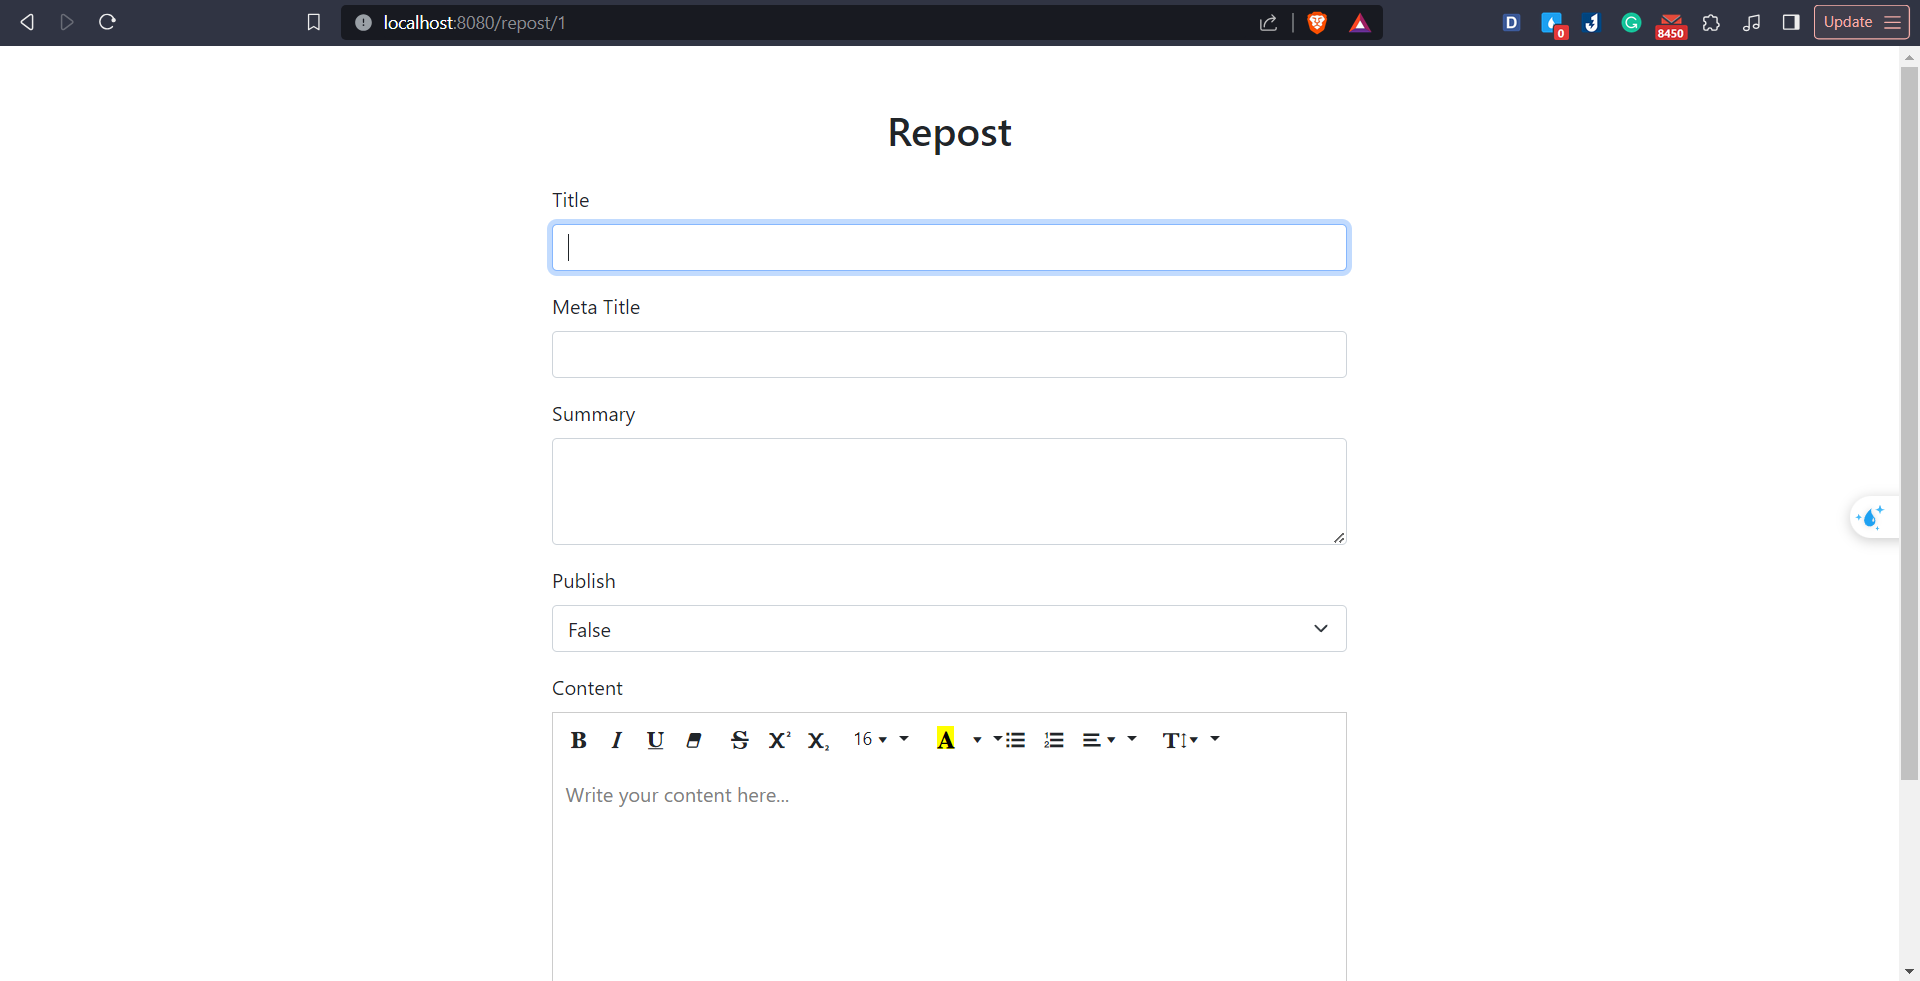 localhost:8080/repost/1
D
0
G
8450
Update
Repost
Title
Meta Title
Summary
Publish
False
Content
B I U S X² X₂ 16 A T
Write your content here...